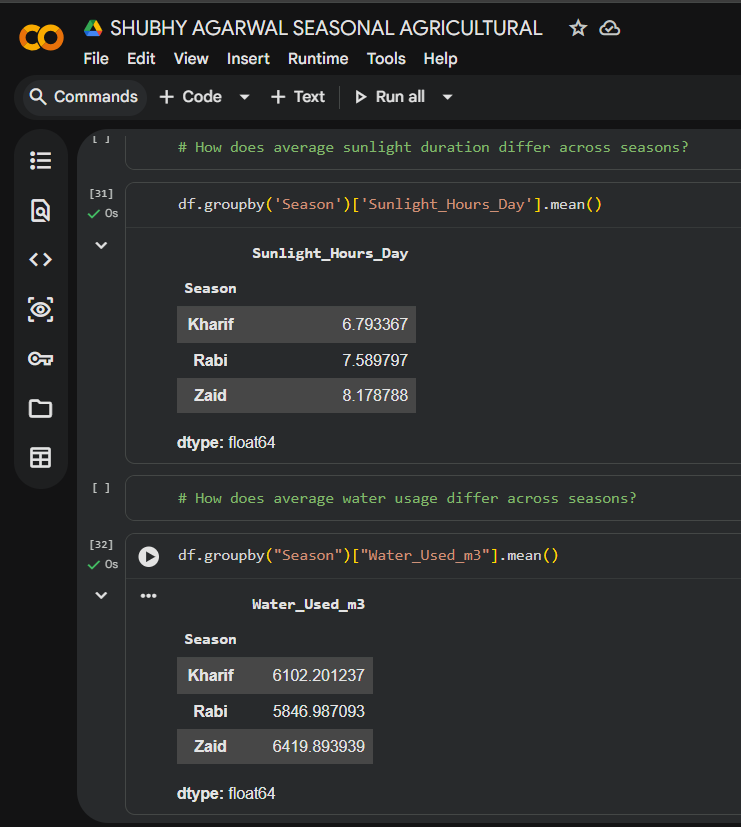 SHUBHY AGARWAL SEASONAL AGRICULTURAL
File Edit View Insert Runtime Tools Help
Commands + Code + Text Run all
[ ] # How does average sunlight duration differ across seasons?
[31] df.groupby('Season')['Sunlight_Hours_Day'].mean()
0s
Sunlight_Hours_Day
Season
Kharif 6.793367
Rabi 7.589797
Zaid 8.178788
dtype: float64
[ ] # How does average water usage differ across seasons?
[32] df.groupby("Season")["Water_Used_m3"].mean()
0s
Water_Used_m3
Season
Kharif 6102.201237
Rabi 5846.987093
Zaid 6419.893939
dtype: float64